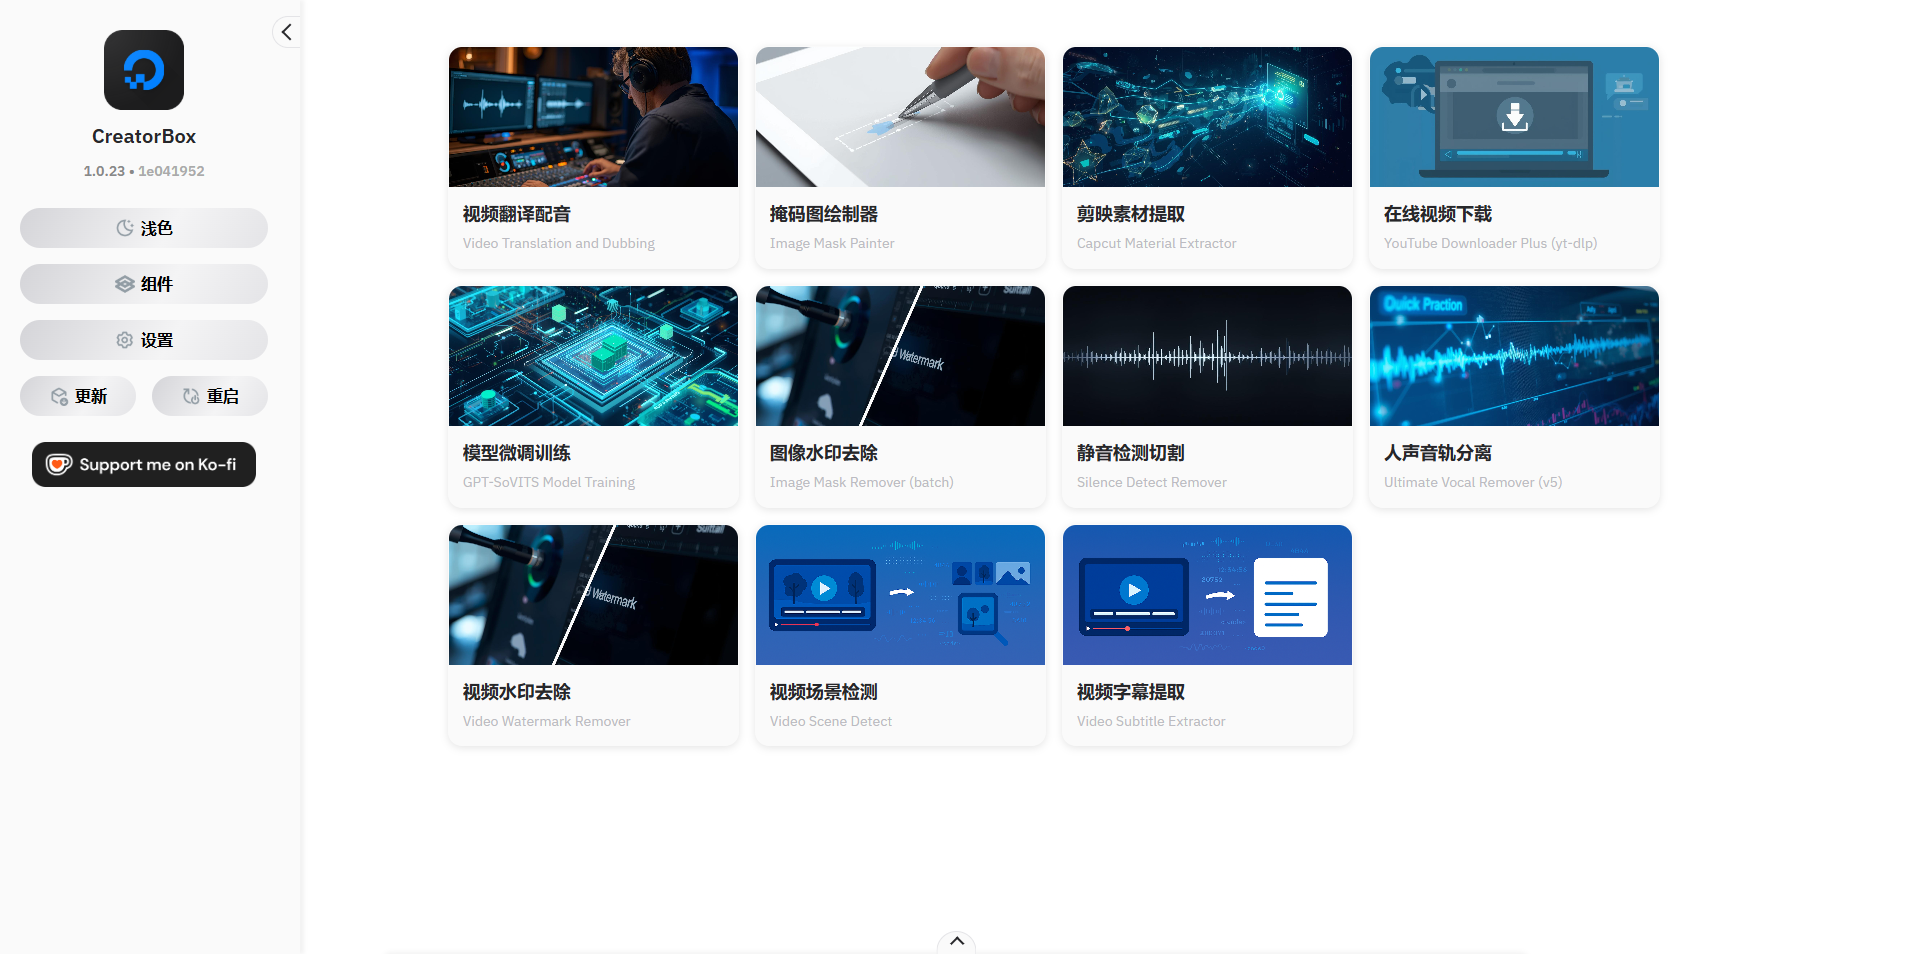 CreatorBox
1.0.23 • 1e041952
浅色
组件
设置
更新
重启
Support me on Ko-fi
视频翻译配音
Video Translation and Dubbing
掩码图绘制器
Image Mask Painter
剪映素材提取
Capcut Material Extractor
在线视频下载
YouTube Downloader Plus (yt-dlp)
模型微调训练
GPT-SoVITS Model Training
Watermark
图像水印去除
Image Mask Remover (batch)
静音检测切割
Silence Detect Remover
Quick Praction
人声音轨分离
Ultimate Vocal Remover (v5)
Watermark
视频水印去除
Video Watermark Remover
视频场景检测
Video Scene Detect
视频字幕提取
Video Subtitle Extractor